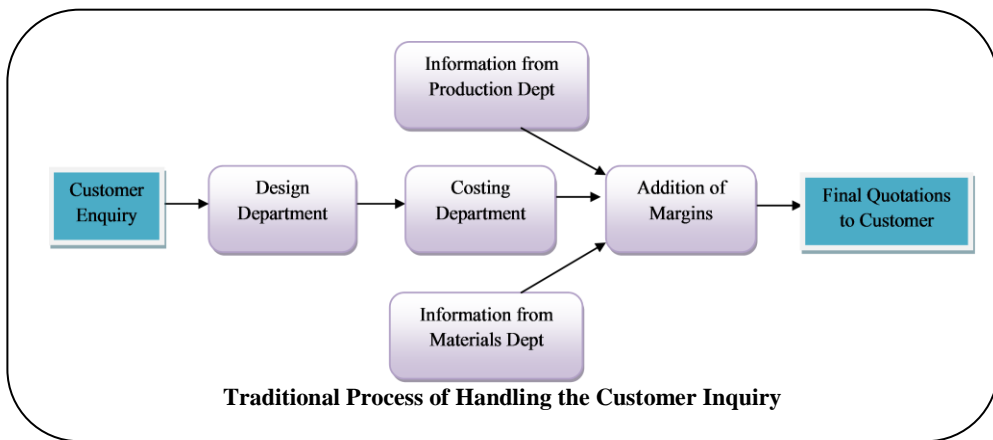 Information from
Production Dept
Customer
Enquiry
Design
Department
Costing
Department
Addition of
Margins
Final Quotations
to Customer
Information from
Materials Dept
Traditional Process of Handling the Customer Inquiry